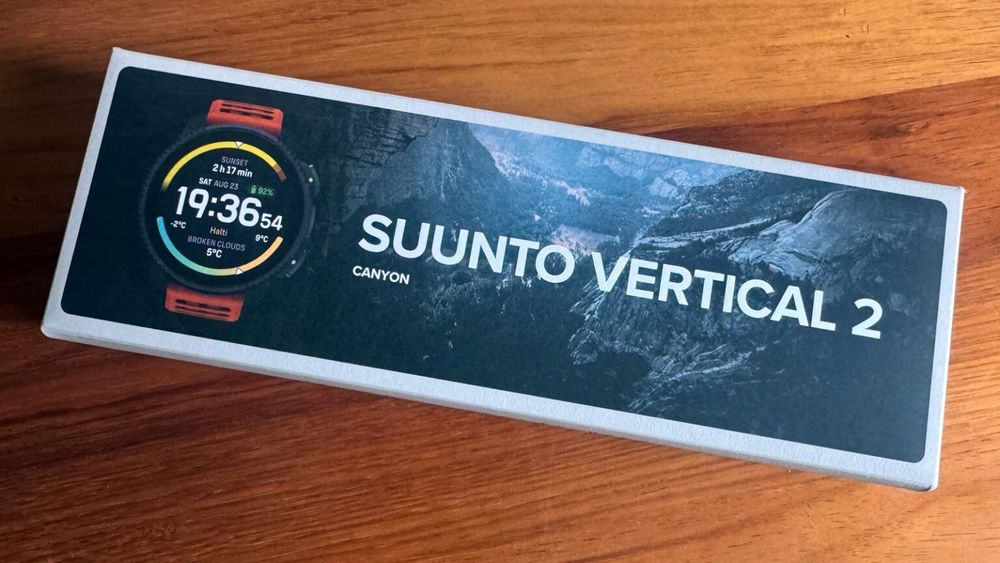 SUNSET
2 h 17 min
SAT AUG 23 92%
19:36 54
-2°C Halti 9°C
BROKEN CLOUDS
5°C
SUUNTO VERTICAL 2
CANYON